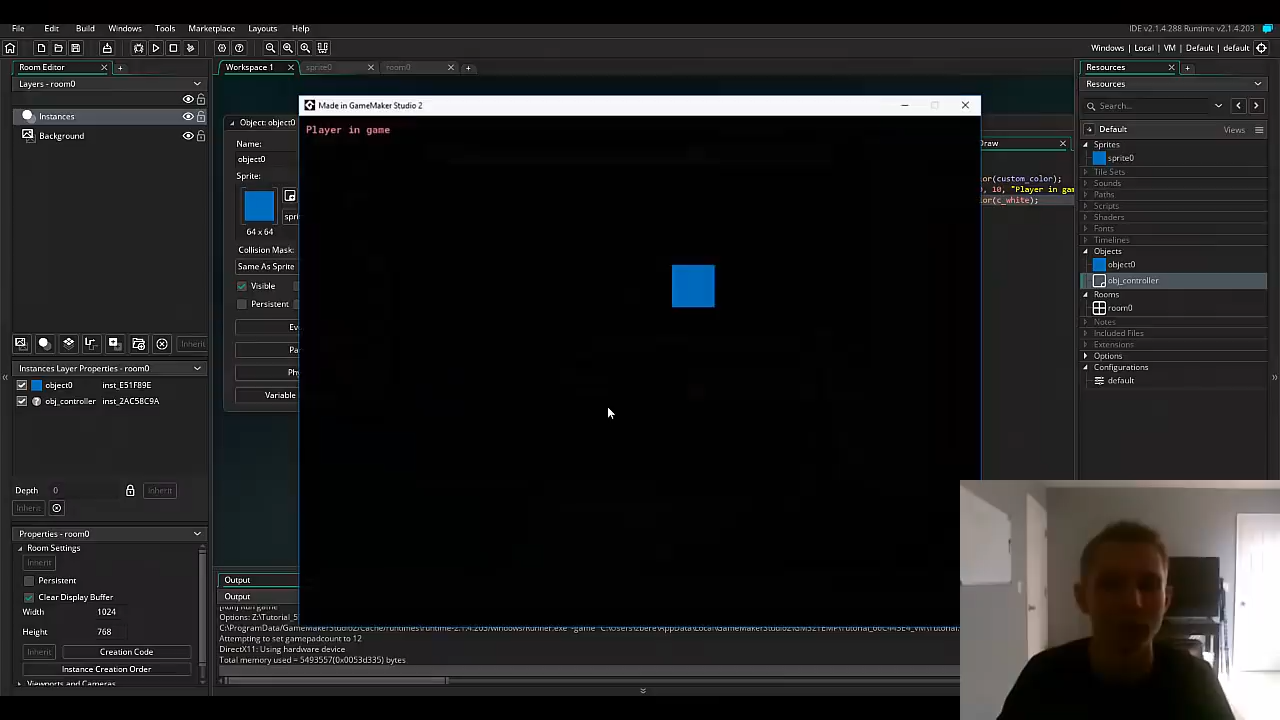 File Edit Build Windows Tools Marketplace Layouts Help
IDE v2.1.4.288 Runtime v2.1.4.203
Windows | Local | VM | Default | default
Room Editor
Layers - room0
Instances
Background
Workspace 1
sprite0
room0
Object: object0
Name:
object0
Sprite:
64 x 64
Collision Mask:
Same As Sprite
Visible
Persistent
Variable
Made in GameMaker Studio 2
Player in game
Draw
or(custom_color);
, 10, "Player in gam
or(c_white);
Inherit
Instances Layer Properties - room0
object0 inst_E51F89E
obj_controller inst_2AC58C9A
Depth 0 Inherit
Inherit
Properties - room0
Room Settings
Inherit
Persistent
Clear Display Buffer
Width 1024
Height 768
Inherit Creation Code
Instance Creation Order
Viewports and Cameras
Output
Output
Attempting to set gamepadcount to 12
DirectX11: Using hardware device
Total memory used = 5493557(0x0053d335) bytes
Resources
Resources
Search...
Default Views
Sprites
sprite0
Tile Sets
Sounds
Paths
Scripts
Shaders
Fonts
Timelines
Objects
object0
obj_controller
Rooms
room0
Notes
Included Files
Extensions
Options
Configurations
default